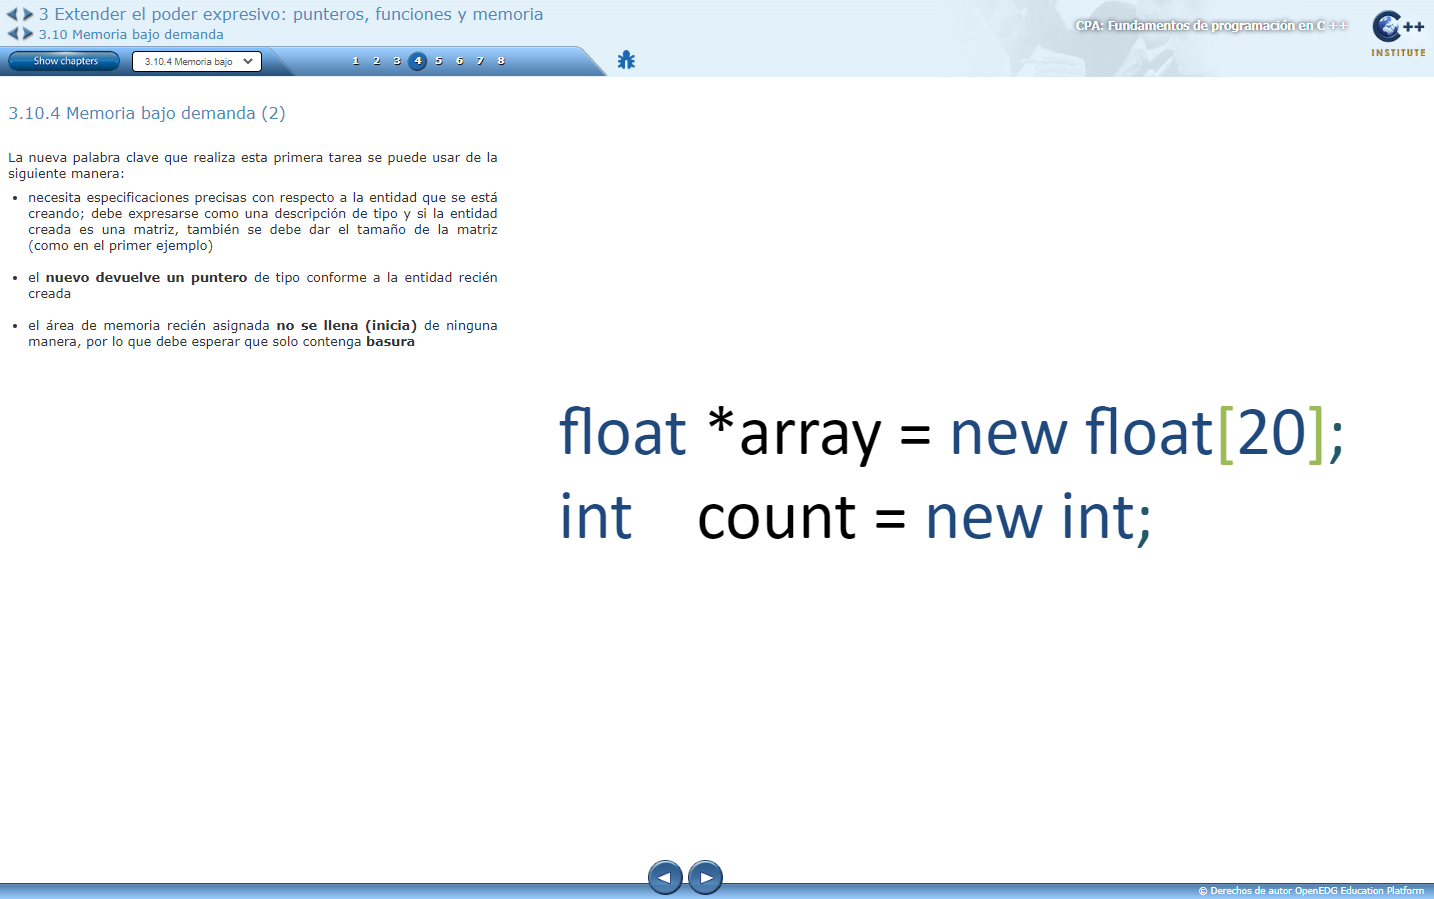 3 Extender el poder expresivo: punteros, funciones y memoria
3.10 Memoria bajo demanda
CPA: Fundamentos de programación en C ++
C++
INSTITUTE
Show chapters
3.10.4 Memoria bajo
1 2 3 4 5 6 7 8
3.10.4 Memoria bajo demanda (2)
La nueva palabra clave que realiza esta primera tarea se puede usar de la
siguiente manera:
• necesita especificaciones precisas con respecto a la entidad que se está
creando; debe expresarse como una descripción de tipo y si la entidad
creada es una matriz, también se debe dar el tamaño de la matriz
(como en el primer ejemplo)
• el nuevo devuelve un puntero de tipo conforme a la entidad recién
creada
• el área de memoria recién asignada no se llena (inicia) de ninguna
manera, por lo que debe esperar que solo contenga basura
float *array = new float[20];
int count = new int;
© Derechos de autor OpenEDG Education Platform